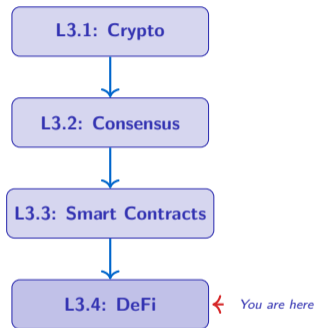 L3.1: Crypto
L3.2: Consensus
L3.3: Smart Contracts
L3.4: DeFi
You are here